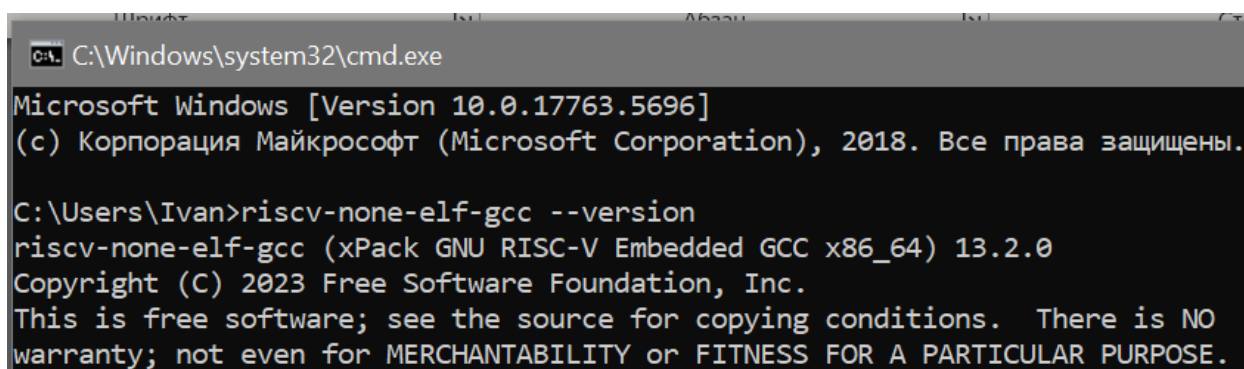 Шрифт Абзац Ст
C:\Windows\system32\cmd.exe
Microsoft Windows [Version 10.0.17763.5696]
(c) Корпорация Майкрософт (Microsoft Corporation), 2018. Все права защищены.
C:\Users\Ivan>riscv-none-elf-gcc --version
riscv-none-elf-gcc (xPack GNU RISC-V Embedded GCC x86_64) 13.2.0
Copyright (C) 2023 Free Software Foundation, Inc.
This is free software; see the source for copying conditions.  There is NO
warranty; not even for MERCHANTABILITY or FITNESS FOR A PARTICULAR PURPOSE.